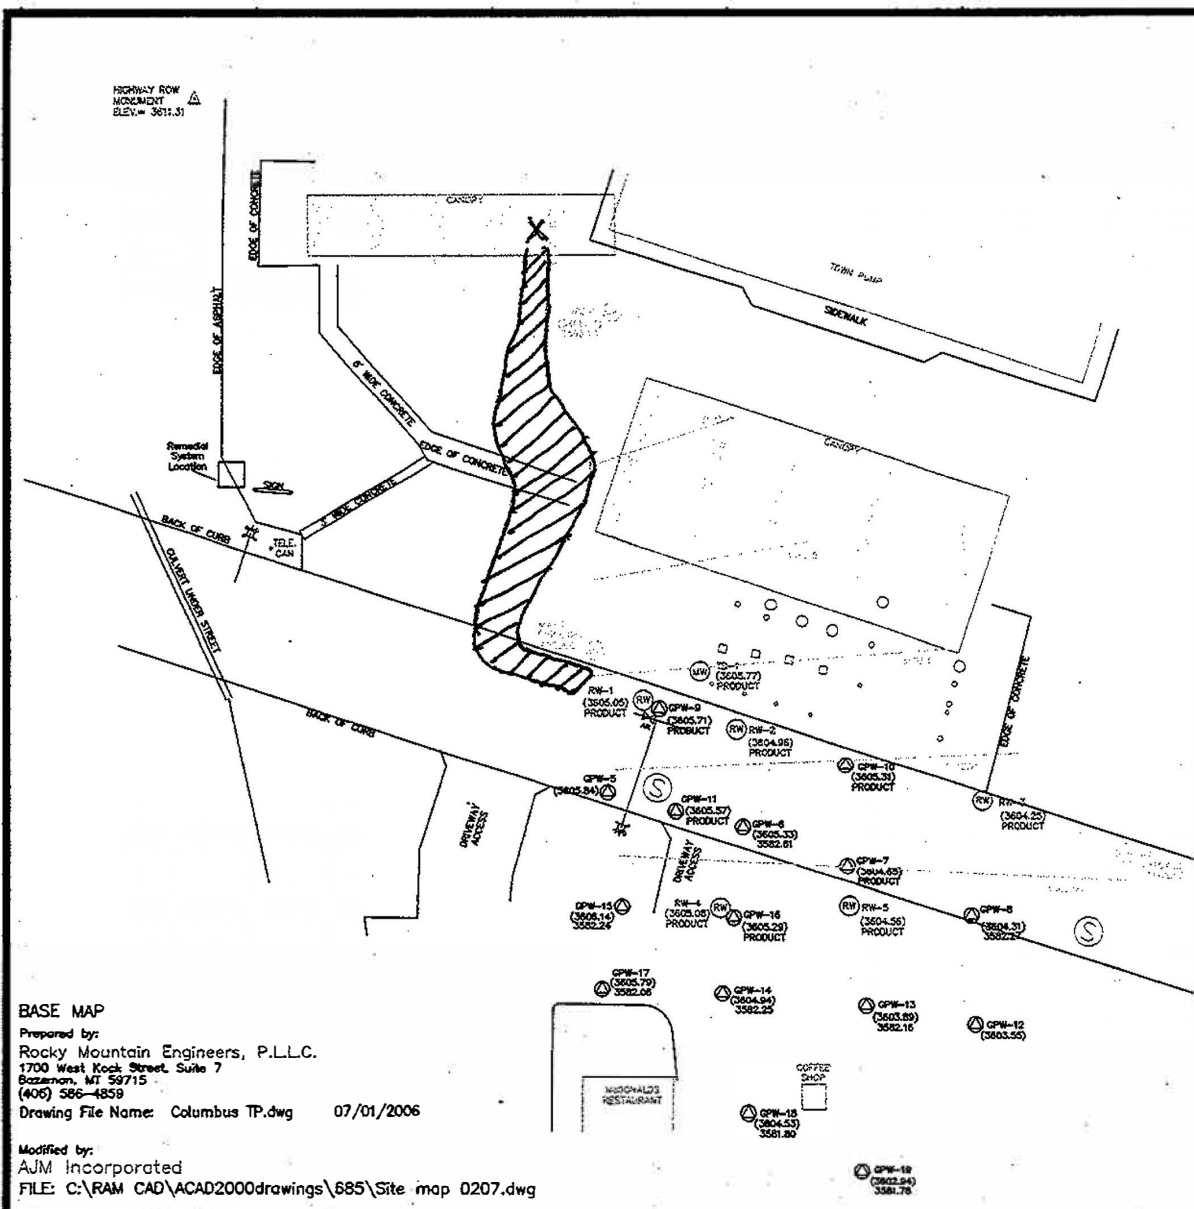 HIGHWAY ROW
MONUMENT
ELEV.= 3611.31
CANOPY
X
EDGE OF CONCRETE
TOWN PUMP
SIDEWALK
EDGE OF ASPHALT
6' WIDE CONCRETE
CANOPY
EDGE OF CONCRETE
Remedial
System
Location
SIGN
3' WIDE CONCRETE
BACK OF CURB
TELE.
CAN
CULVERT UNDER STREET
MW
(3605.77)
PRODUCT
EDGE OF CONCRETE
RW-1
(3605.05)
PRODUCT
RW
GPW-9
(3605.71)
PRODUCT
RW
RW-2
(3604.96)
PRODUCT
BACK OF CURB
GPW-10
(3605.31)
PRODUCT
GPW-5
(3605.84)
S
RW
(3604.25)
PRODUCT
GPW-11
(3605.57)
PRODUCT
GPW-6
(3605.33)
3582.61
DRIVEWAY
ACCESS
DRIVEWAY
ACCESS
GPW-7
(3604.65)
PRODUCT
GPW-15
(3606.14)
3582.24
RW-4
(3605.08)
PRODUCT
RW
GPW-16
(3605.29)
PRODUCT
RW
RW-5
(3604.56)
PRODUCT
GPW-8
(3604.31)
3582.27
S
GPW-17
(3605.79)
3582.06
GPW-14
(3604.94)
3582.25
GPW-13
(3603.89)
3582.16
GPW-12
(3603.55)
COFFEE
SHOP
McDONALDS
RESTAURANT
GPW-18
(3604.53)
3581.80
GPW-19
(3602.94)
3581.78
BASE MAP
Prepared by:
Rocky Mountain Engineers, P.L.L.C.
1700 West Kock Street, Suite 7
Bozeman, MT 59715
(406) 586-4859
Drawing File Name: Columbus TP.dwg 07/01/2006
Modified by:
AJM Incorporated
FILE: C:\RAM CAD\ACAD2000drawings\685\Site map 0207.dwg